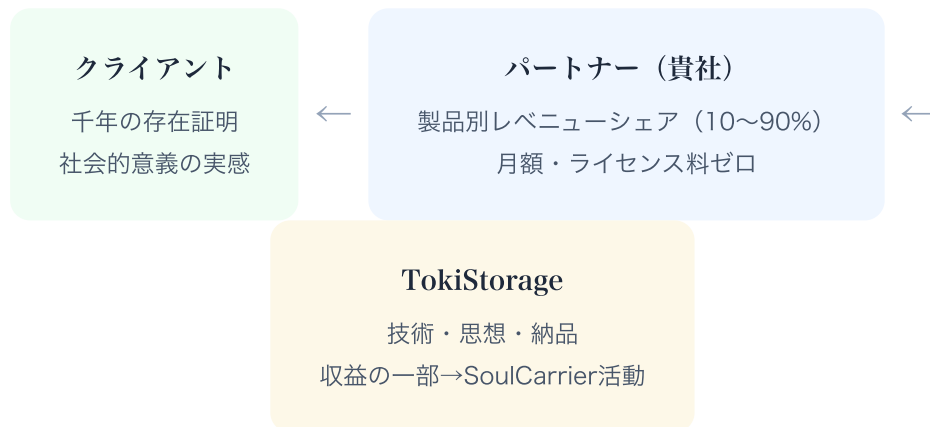 クライアント
千年の存在証明
社会的意義の実感
←
パートナー（貴社）
製品別レベニューシェア（10〜90%）
月額・ライセンス料ゼロ
←
TokiStorage
技術・思想・納品
収益の一部→SoulCarrier活動